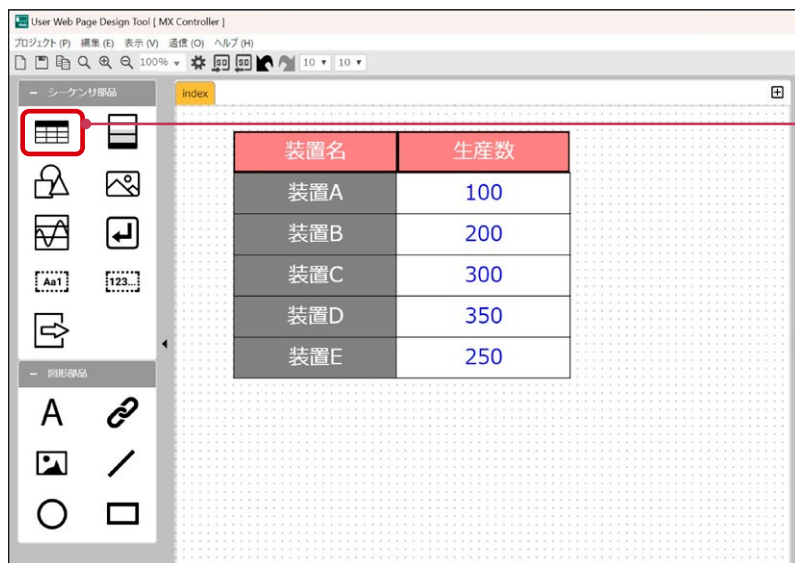 User Web Page Design Tool [ MX Controller ]
プロジェクト (P) 編集 (E) 表示 (V) 通信 (O) ヘルプ (H)
100% 10 10
シーケンサ部品
index
装置名 生産数
装置A 100
装置B 200
装置C 300
装置D 350
装置E 250
Aa1 123...
図形部品
A